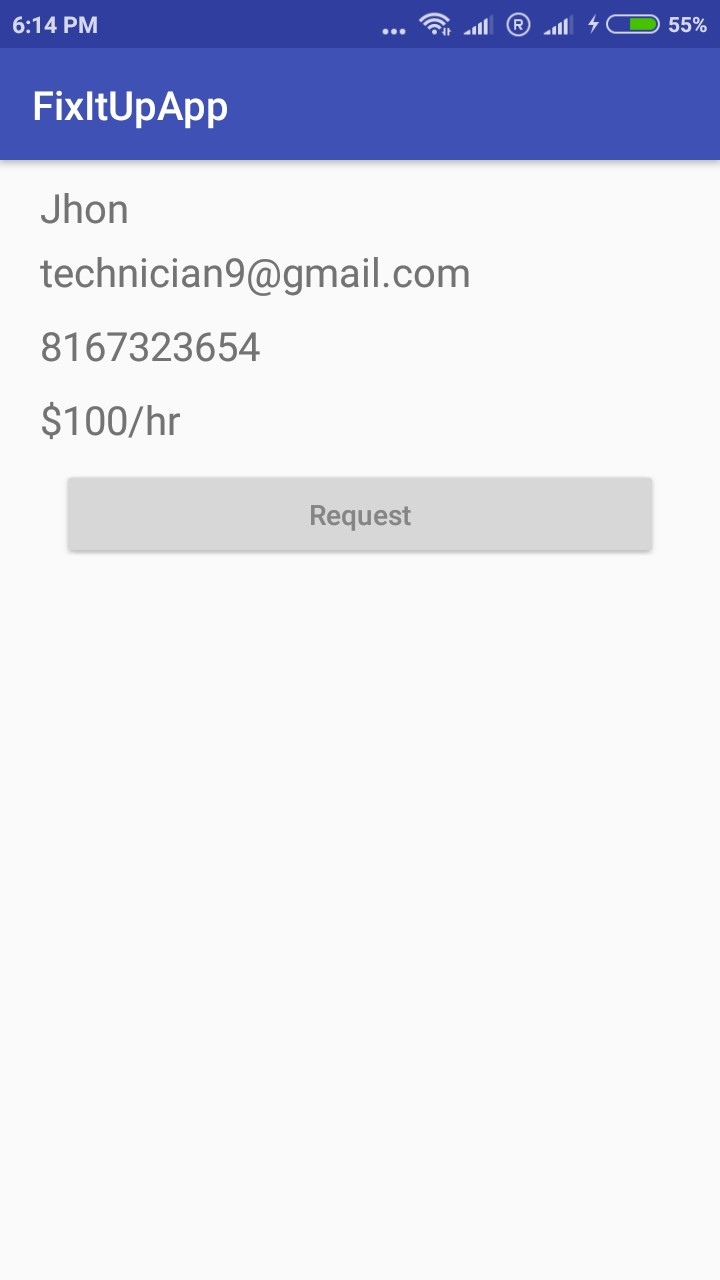 6:14 PM ... R 55%
FixItUpApp
Jhon
technician9@gmail.com
8167323654
$100/hr
Request